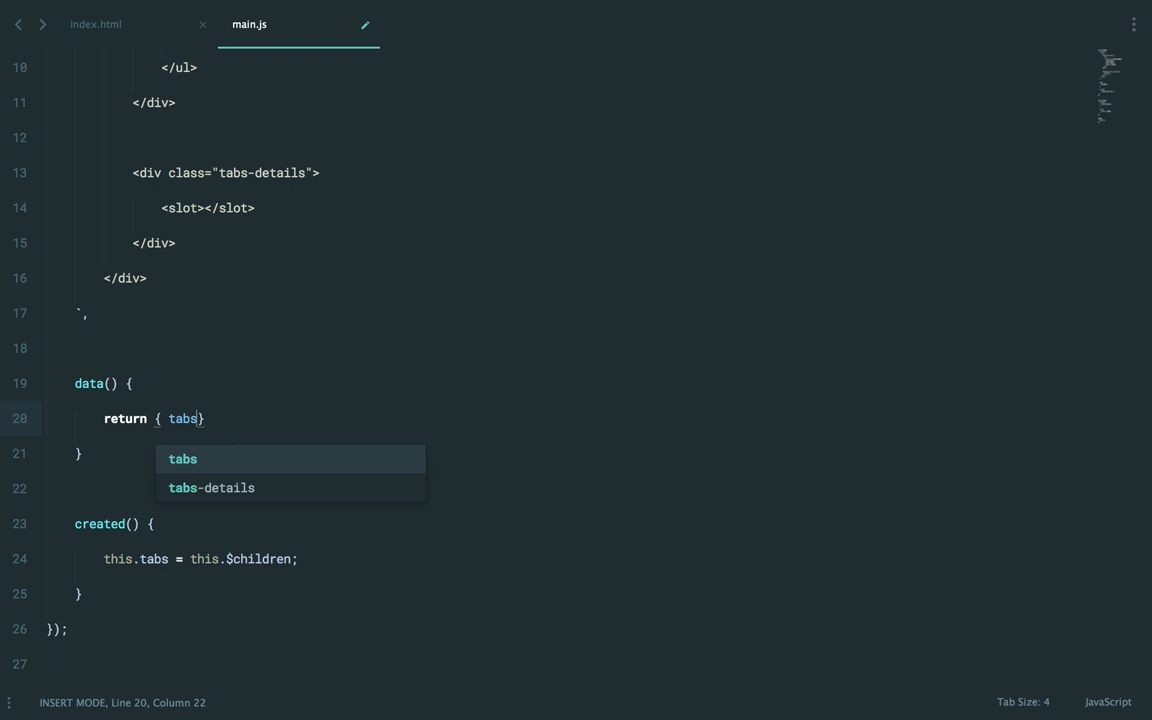 index.html × main.js
10 </ul>
11 </div>
12
13 <div class="tabs-details">
14 <slot></slot>
15 </div>
16 </div>
17 `,
18
19 data() {
20 return { tabs}
21 }
tabs
tabs-details
22
23 created() {
24 this.tabs = this.$children;
25 }
26 });
27
INSERT MODE, Line 20, Column 22 Tab Size: 4 JavaScript